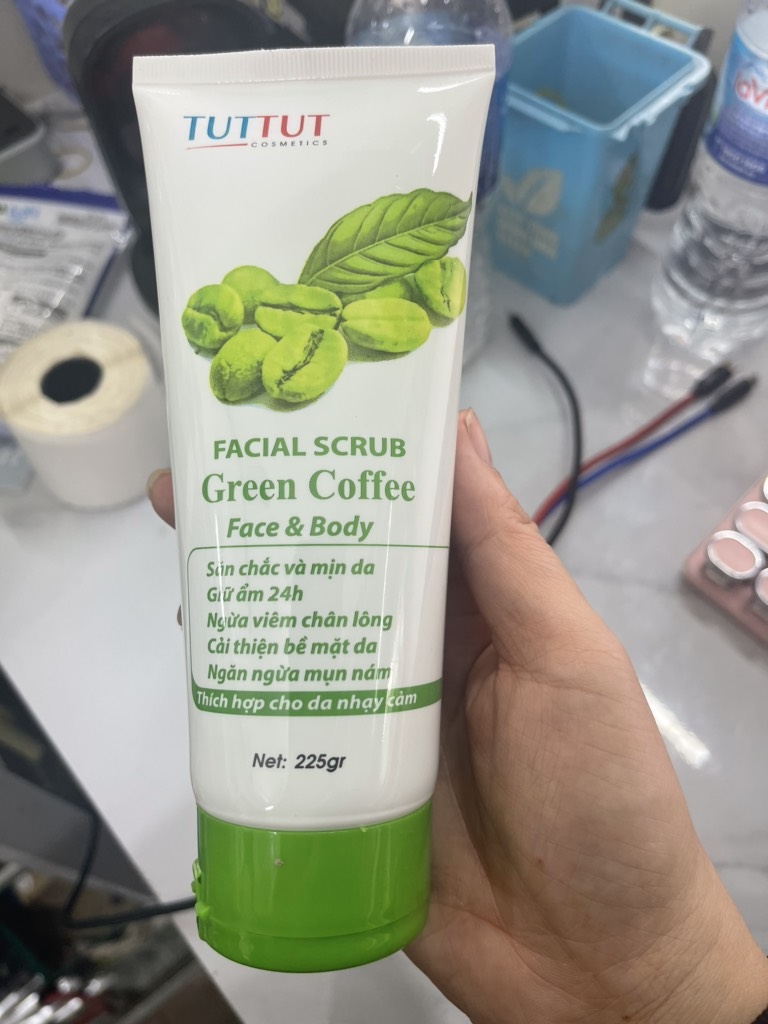 TUTTUT
COSMETICS
FACIAL SCRUB
Green Coffee
Face & Body
Săn chắc và mịn da
Giữ ẩm 24h
Ngừa viêm chân lông
Cải thiện bề mặt da
Ngăn ngừa mụn nám
Thích hợp cho da nhạy cảm
Net: 225gr